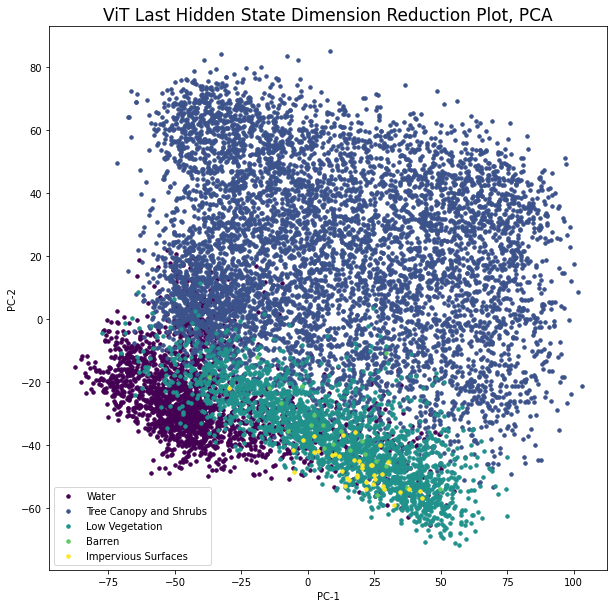 ViT Last Hidden State Dimension Reduction Plot, PCA
80
60
40
20
0
−20
−40
−60
PC-2
Water
Tree Canopy and Shrubs
Low Vegetation
Barren
Impervious Surfaces
−75 −50 −25 0 25 50 75 100
PC-1